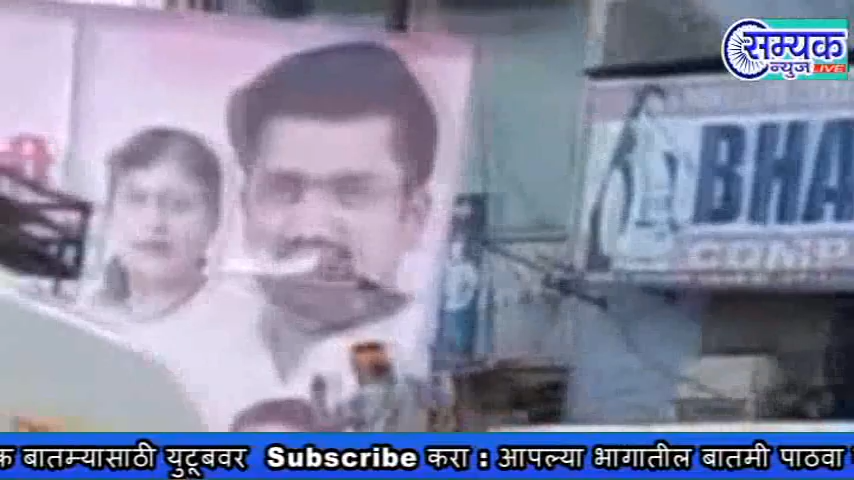 सम्यक
न्युज LIVE
BHA
COMP
क बातम्यासाठी युटूबवर Subscribe करा : आपल्या भागातील बातमी पाठवा